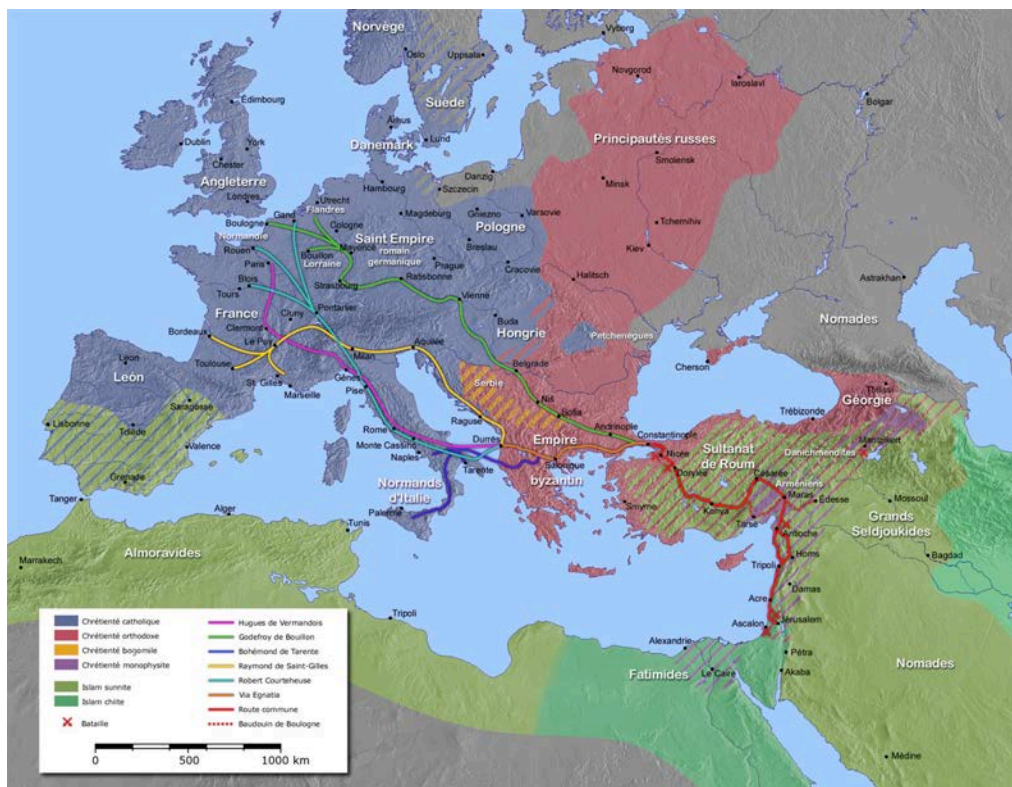 Norvège
Vyborg
Oslo
Uppsala
Novgorod
Iaroslavl
Bolgar
Édimbourg
Suède
Århus
Lund
Principautés russes
Dublin
York
Danemark
Smolensk
Chester
Danzig
Minsk
Angleterre
Hambourg
Szczecin
Londres
Utrecht
Flandres
Gniezno
Varsovie
Tchernihiv
Boulogne
Gand
Magdeburg
Pologne
Cologne
Normandie
Saint Empire
romain
germanique
Breslau
Kiev
Rouen
Bouillon
Mayence
Lorraine
Prague
Cracovie
Paris
Halitsch
Astrakhan
Blois
Strasbourg
Ratisbonne
Tours
Vienne
Pontarlier
France
Cluny
Buda
Hongrie
Petchenègues
Nomades
Bordeaux
Clermont
Le Puy
Milan
Aquilée
Cherson
León
León
Toulouse
Belgrade
St. Gilles
Marseille
Gênes
Pise
Serbie
Géorgie
Tbilissi
Saragosse
Niš
Sofia
Trébizonde
Lisbonne
Tolède
Raguse
Andrinople
Constantinople
Valence
Rome
Durrës
Empire
byzantin
Manzikert
Monte Cassino
Nicée
Sultanat
de Roum
Danichmendites
Naples
Salonique
Dorylée
Césarée
Grenade
Tarente
Arméniens
Normands
d'Italie
Smyrne
Konya
Maras
Édesse
Mossoul
Tanger
Alger
Palerme
Tarse
Grands
Seldjoukides
Tunis
Antioche
Almoravides
Homs
Bagdad
Marrakech
Tripoli
Damas
Acre
Tripoli
Ascalon
Jérusalem
Alexandrie
Pétra
Nomades
Fatimides
Le Caire
Akaba
Médine
Chrétienté catholique
Chrétienté orthodoxe
Chrétienté bogomile
Chrétienté monophysite
Islam sunnite
Islam chiite
Bataille
Hugues de Vermandois
Godefroy de Bouillon
Bohémond de Tarente
Raymond de Saint-Gilles
Robert Courteheuse
Via Egnatia
Route commune
Baudouin de Boulogne
0 500 1000 km